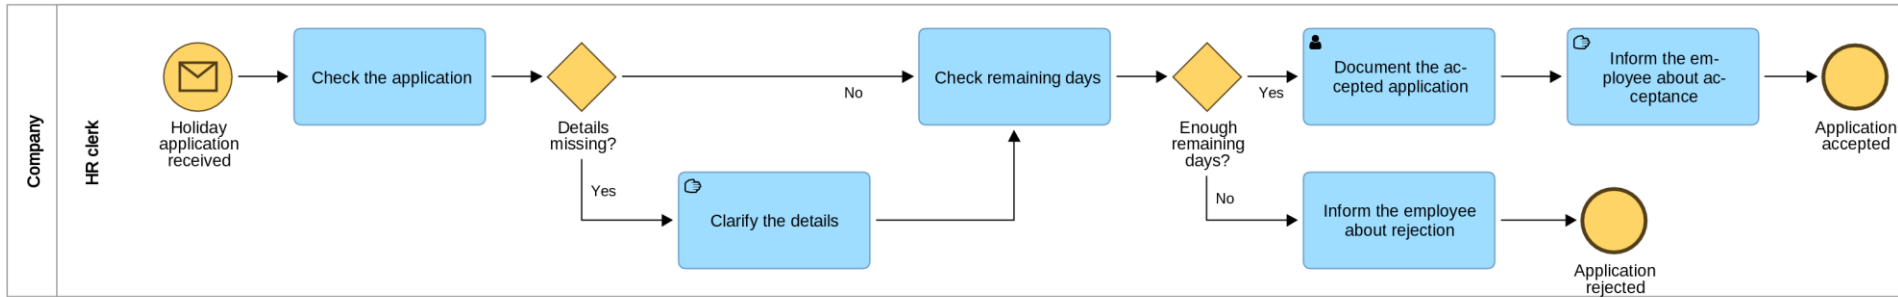 Company
HR clerk
Holiday
application
received
Check the application
Details
missing?
No
Yes
Clarify the details
Check remaining days
Enough
remaining
days?
Yes
No
Document the ac-
cepted application
Inform the em-
ployee about ac-
ceptance
Application
accepted
Inform the employee
about rejection
Application
rejected